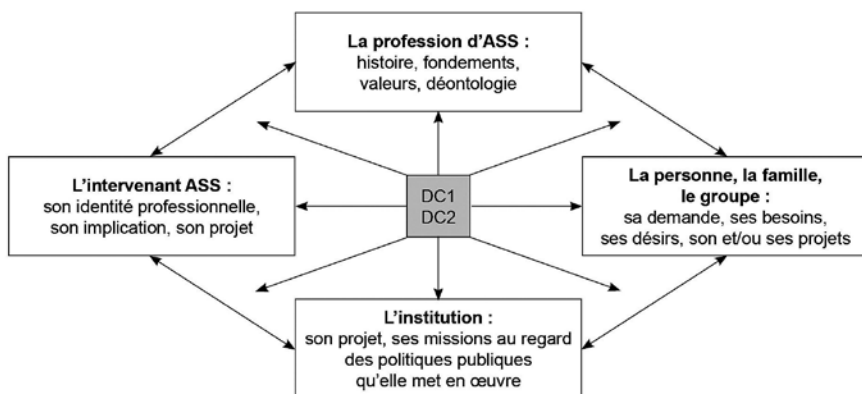 La profession d'ASS :
histoire, fondements,
valeurs, déontologie
L'intervenant ASS :
son identité professionnelle,
son implication, son projet
DC1
DC2
La personne, la famille,
le groupe :
sa demande, ses besoins,
ses désirs, son et/ou ses projets
L'institution :
son projet, ses missions au regard
des politiques publiques
qu'elle met en œuvre